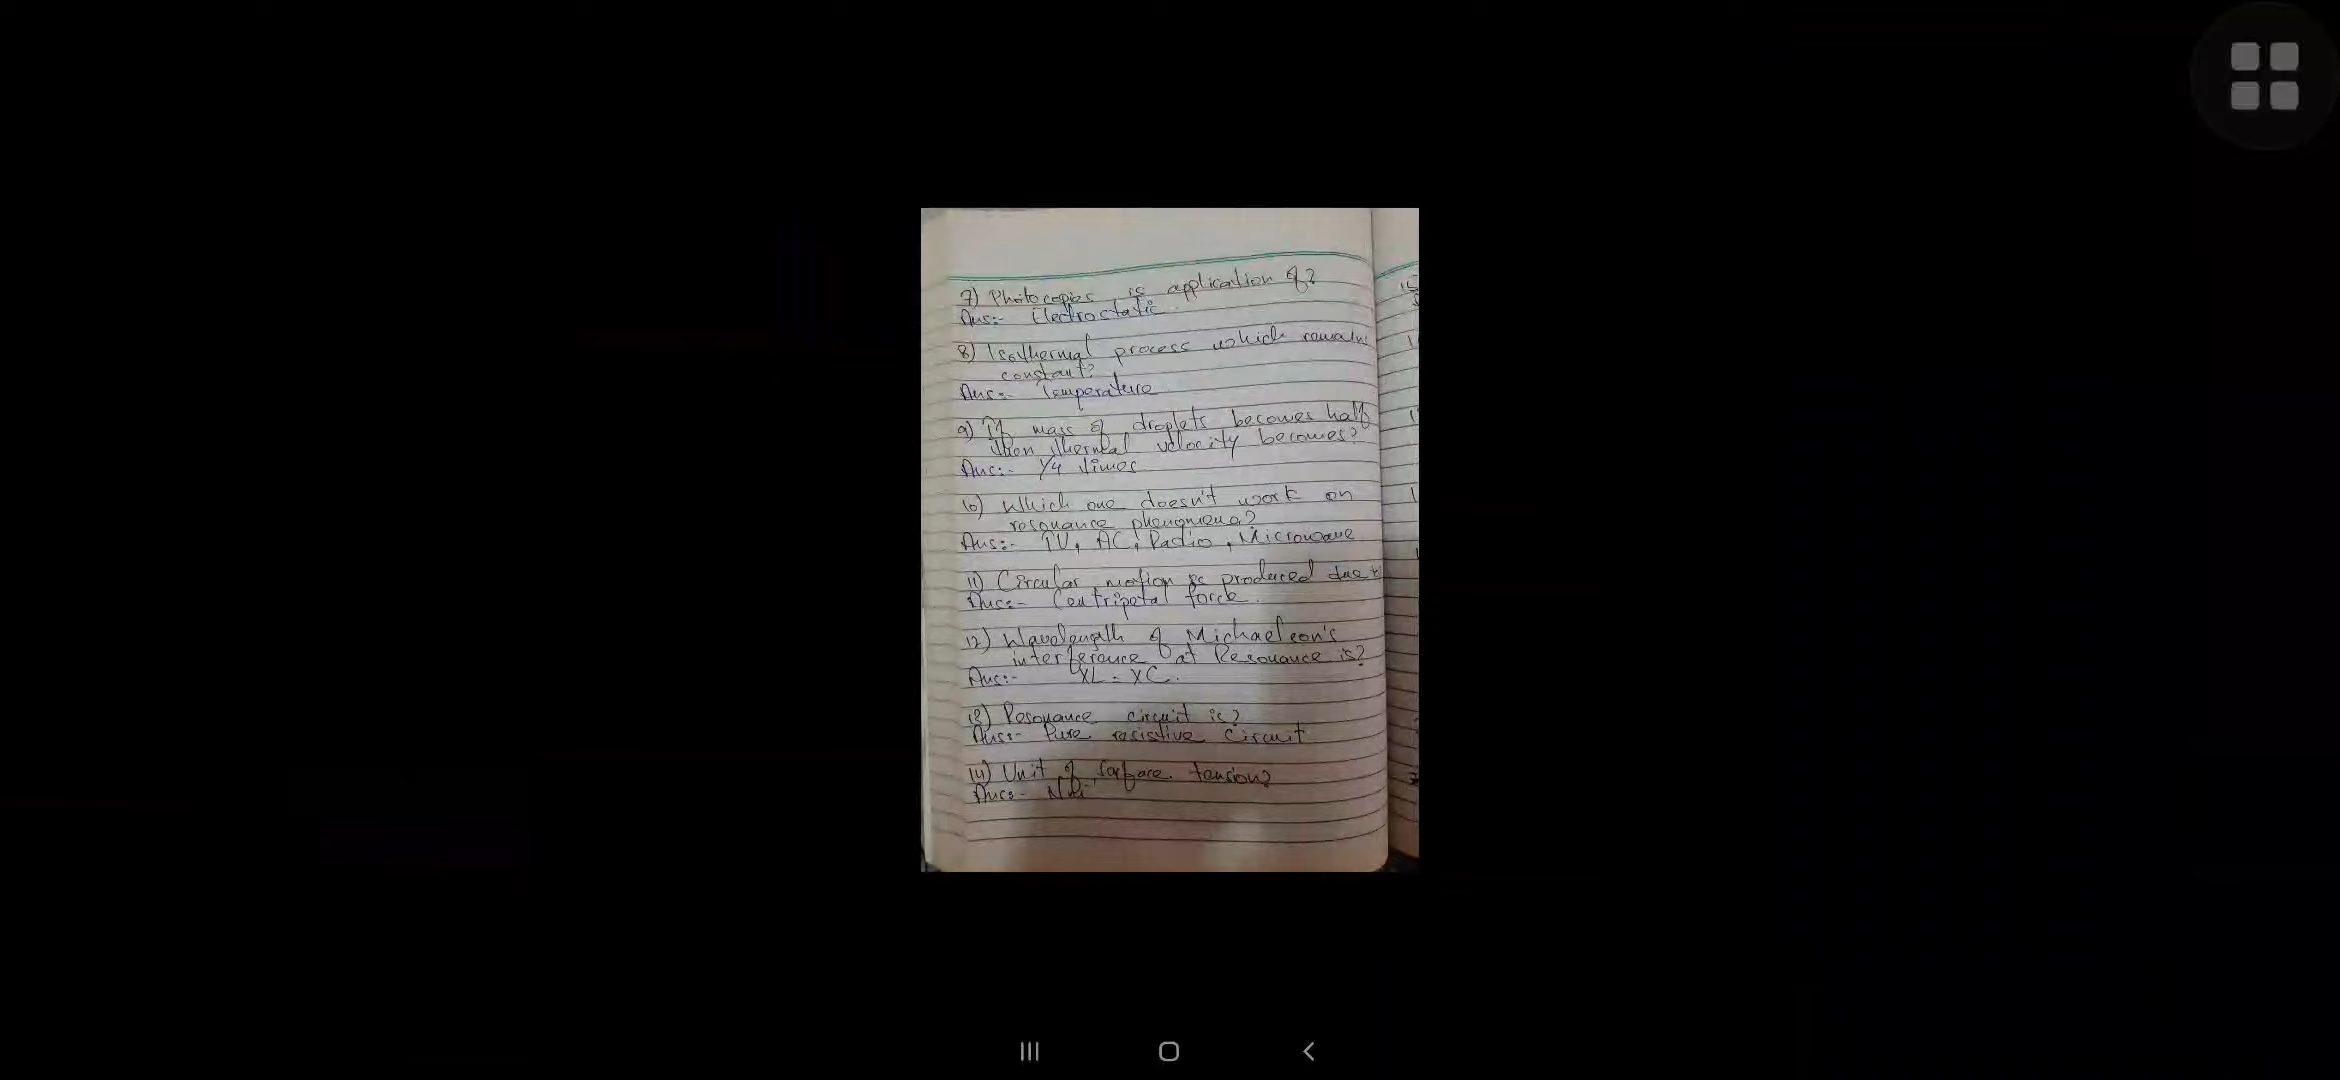 7) Photocopies is application of?
Ans:- Electrostatic.
8) Isothermal process which remains
constant?
Ans:- Temperature
9) If mass of droplets becomes half
then thermal velocity becomes?
Ans:- 1/4 times
10) Which one doesn't work on
resonance phenomena?
Ans:- TV, AC, Radio, Microwave
11) Circular motion is produced due to
Ans:- Centripetal force.
12) Wavelength of Michaelson's
interference at Resonance is?
Ans:- XL = XC.
13) Resonance circuit is?
Ans:- Pure resistive Circuit
14) Unit of surface tension?
Ans:-